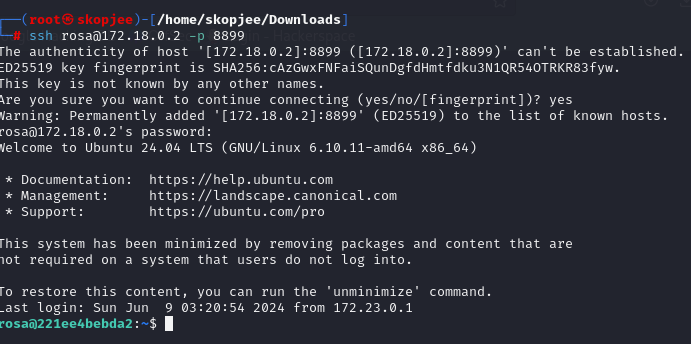 (root㉿skopjee)-[/home/skopjee/Downloads]
# ssh rosa@172.18.0.2 -p 8899
The authenticity of host '[172.18.0.2]:8899 ([172.18.0.2]:8899)' can't be established.
ED25519 key fingerprint is SHA256:cAzGwxFNFaiSQunDgfdHmtfdku3N1QR54OTRKR83fyw.
This key is not known by any other names.
Are you sure you want to continue connecting (yes/no/[fingerprint])? yes
Warning: Permanently added '[172.18.0.2]:8899' (ED25519) to the list of known hosts.
rosa@172.18.0.2's password:
Welcome to Ubuntu 24.04 LTS (GNU/Linux 6.10.11-amd64 x86_64)
* Documentation:  https://help.ubuntu.com
* Management:     https://landscape.canonical.com
* Support:        https://ubuntu.com/pro
This system has been minimized by removing packages and content that are
not required on a system that users do not log into.
To restore this content, you can run the 'unminimize' command.
Last login: Sun Jun  9 03:20:54 2024 from 172.23.0.1
rosa@221ee4bebda2:~$